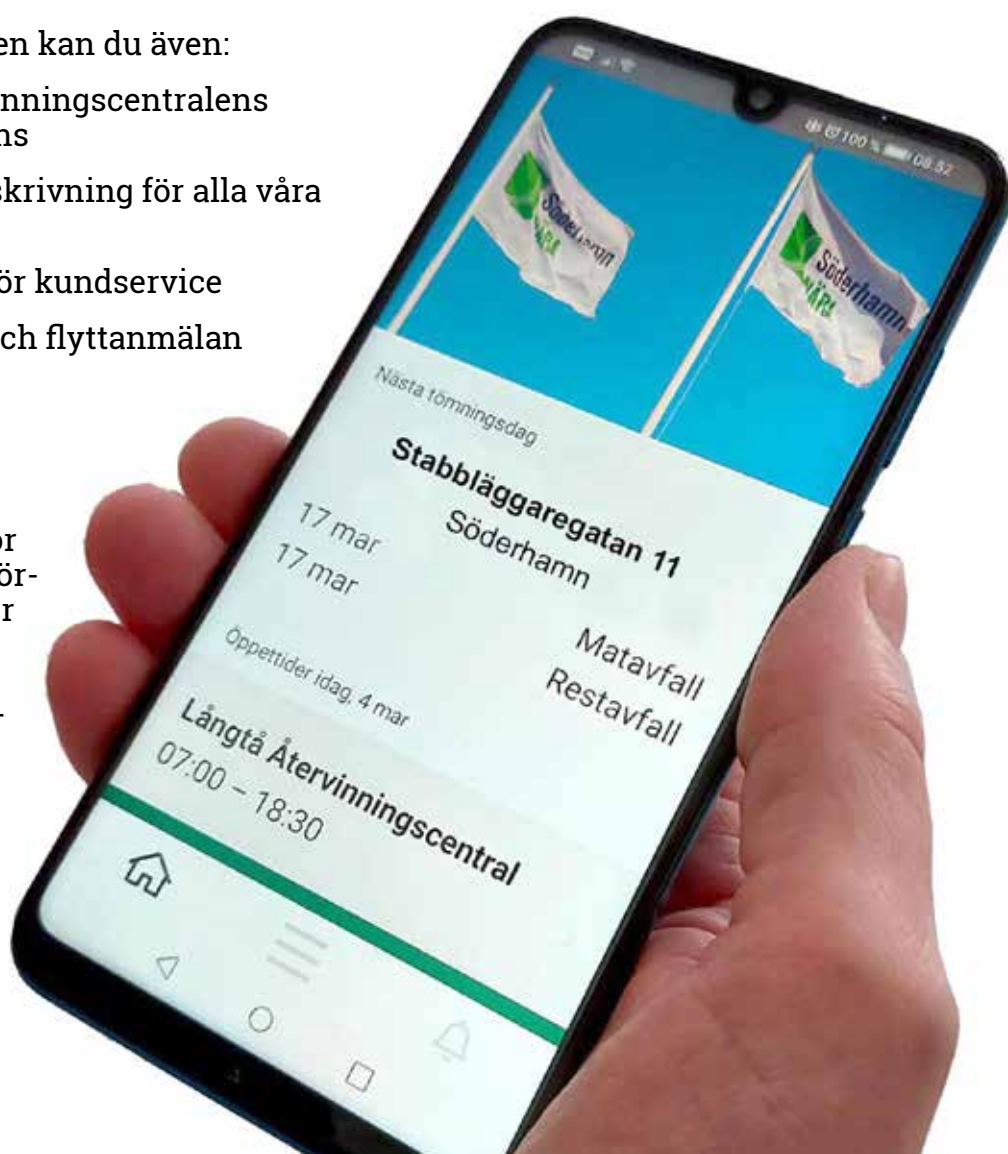 en kan du även:
nningscentralens
ns
skrivning för alla våra
ör kundservice
ch flyttanmälan
or
ör-
r
-
100 % 08:52
Söderhamn
NÄRA
Söderhamn
NÄRA
Nästa tömningsdag
Stabbläggaregatan 11
Söderhamn
17 mar Matavfall
17 mar Restavfall
Öppettider idag, 4 mar
Långtå Återvinningscentral
07:00 – 18:30